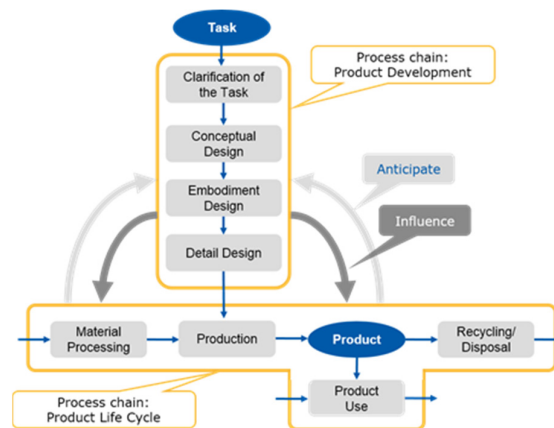 Task
Process chain:
Product Development
Clarification of
the Task
Conceptual
Design
Anticipate
Embodiment
Design
Influence
Detail Design
Material
Processing
Production
Product
Recycling/
Disposal
Process chain:
Product Life Cycle
Product
Use